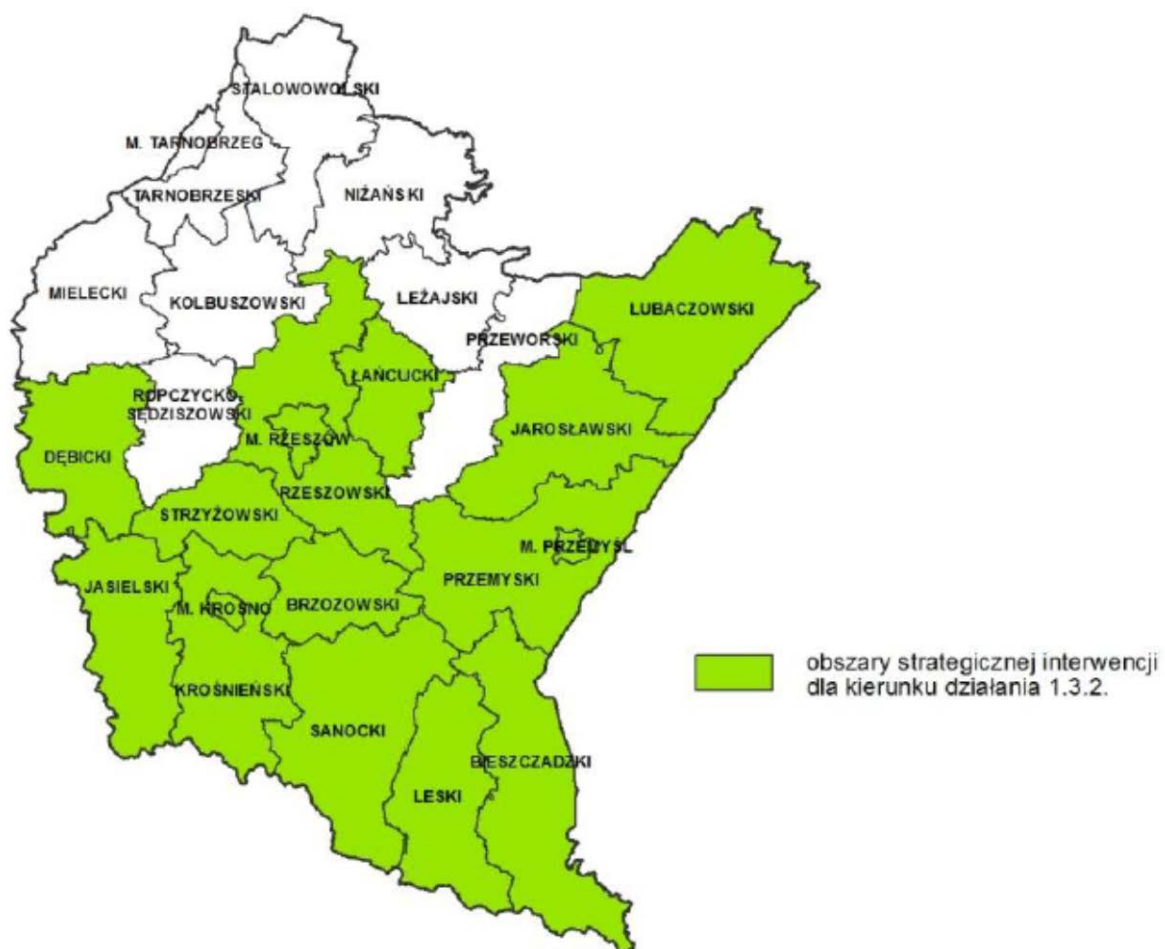 STALOWOWOLSKI
M. TARNOBRZEG
TARNOBRZESKI
NIŻAŃSKI
MIELECKI
KOLBUSZOWSKI
LEŻAJSKI
LUBACZOWSKI
PRZEWORSKI
ŁAŃCUCKI
ROPCZYCKO-
SĘDZISZOWSKI
M. RZESZÓW
JAROSŁAWSKI
DĘBICKI
RZESZOWSKI
STRZYŻOWSKI
M. PRZEMYŚL
PRZEMYSKI
JASIELSKI
M. KROSNO
BRZOZOWSKI
KROŚNIEŃSKI
SANOCKI
BIESZCZADZKI
LESKI
obszary strategicznej interwencji
dla kierunku działania 1.3.2.